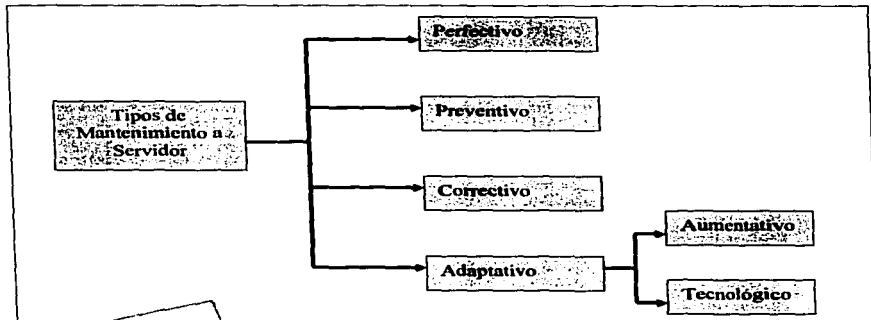 Tipos de
Mantenimiento a
Servidor
Perfectivo
Preventivo
Correctivo
Adaptativo
Aumentativo
Tecnológico